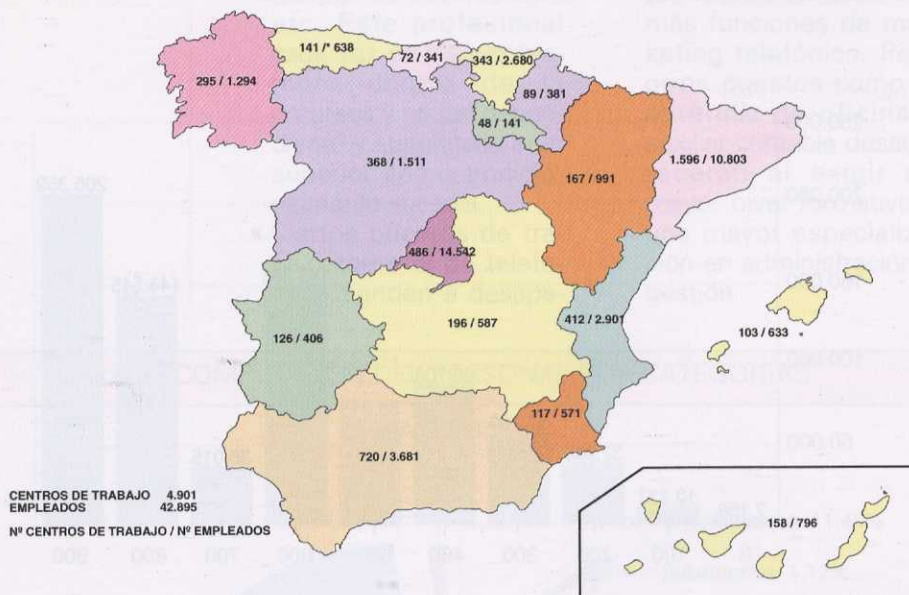 141 /* 638
72 / 341
343 / 2.680
295 / 1.294
89 / 381
48 / 141
368 / 1.511
167 / 991
1.596 / 10.803
486 / 14.542
196 / 587
412 / 2.901
103 / 633
126 / 406
117 / 571
720 / 3.681
CENTROS DE TRABAJO 4.901
EMPLEADOS 42.895
Nº CENTROS DE TRABAJO / Nº EMPLEADOS
158 / 796